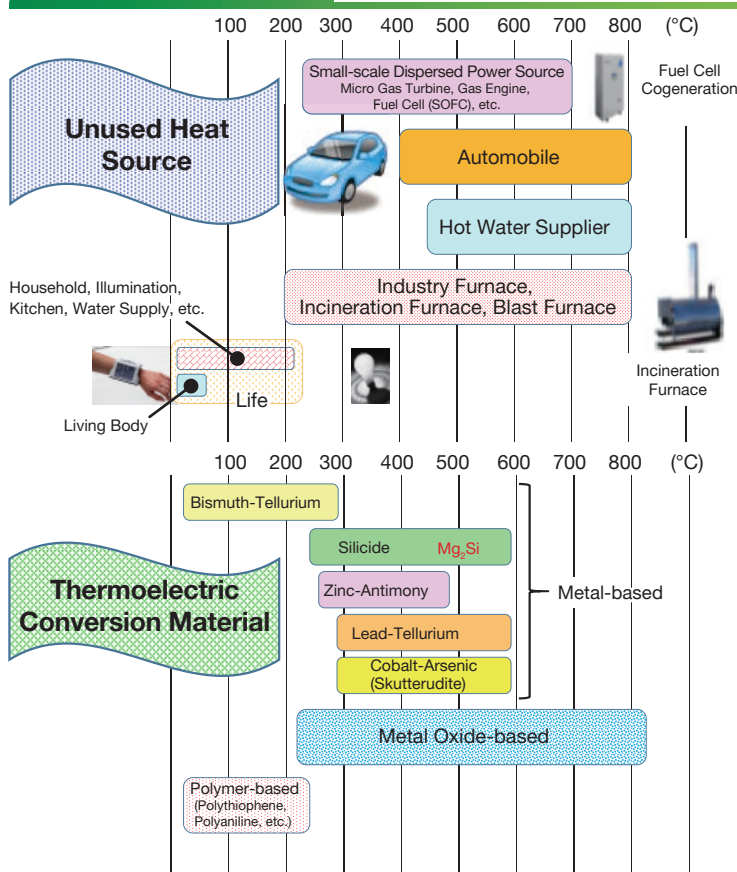 100 200 300 400 500 600 700 800 (°C)
Unused Heat
Source
Small-scale Dispersed Power Source
Micro Gas Turbine, Gas Engine,
Fuel Cell (SOFC), etc.
Fuel Cell
Cogeneration
Automobile
Hot Water Supplier
Industry Furnace,
Incineration Furnace, Blast Furnace
Household, Illumination,
Kitchen, Water Supply, etc.
Life
Living Body
Incineration
Furnace
100 200 300 400 500 600 700 800 (°C)
Thermoelectric
Conversion Material
Bismuth-Tellurium
Silicide Mg₂Si
Zinc-Antimony
Lead-Tellurium
Cobalt-Arsenic
(Skutterudite)
Metal-based
Metal Oxide-based
Polymer-based
(Polythiophene,
Polyaniline, etc.)